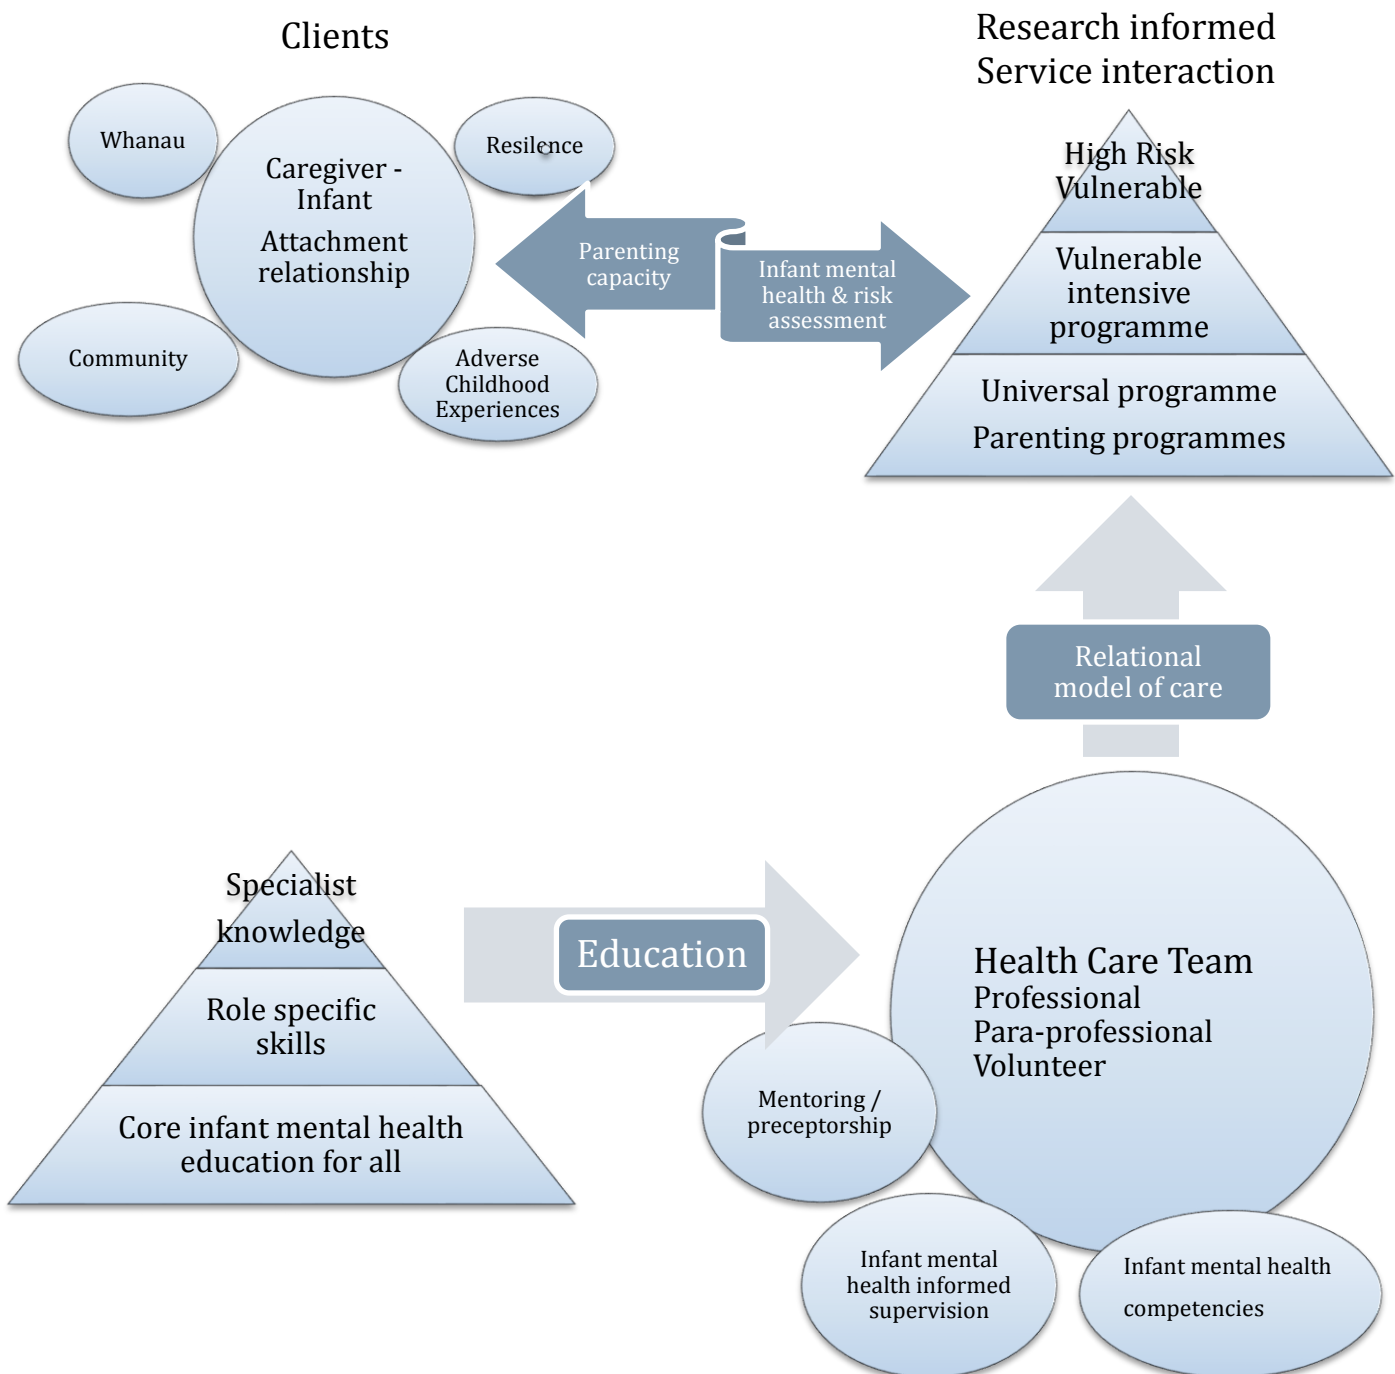 Clients
Research informed
Service interaction
Whanau
Caregiver -
Infant
Attachment
relationship
Resilence
Community
Adverse
Childhood
Experiences
Parenting
capacity
Infant mental
health & risk
assessment
High Risk
Vulnerable
Vulnerable
intensive
programme
Universal programme
Parenting programmes
Relational
model of care
Specialist
knowledge
Role specific
skills
Core infant mental health
education for all
Education
Health Care Team
Professional
Para-professional
Volunteer
Mentoring /
preceptorship
Infant mental
health informed
supervision
Infant mental health
competencies